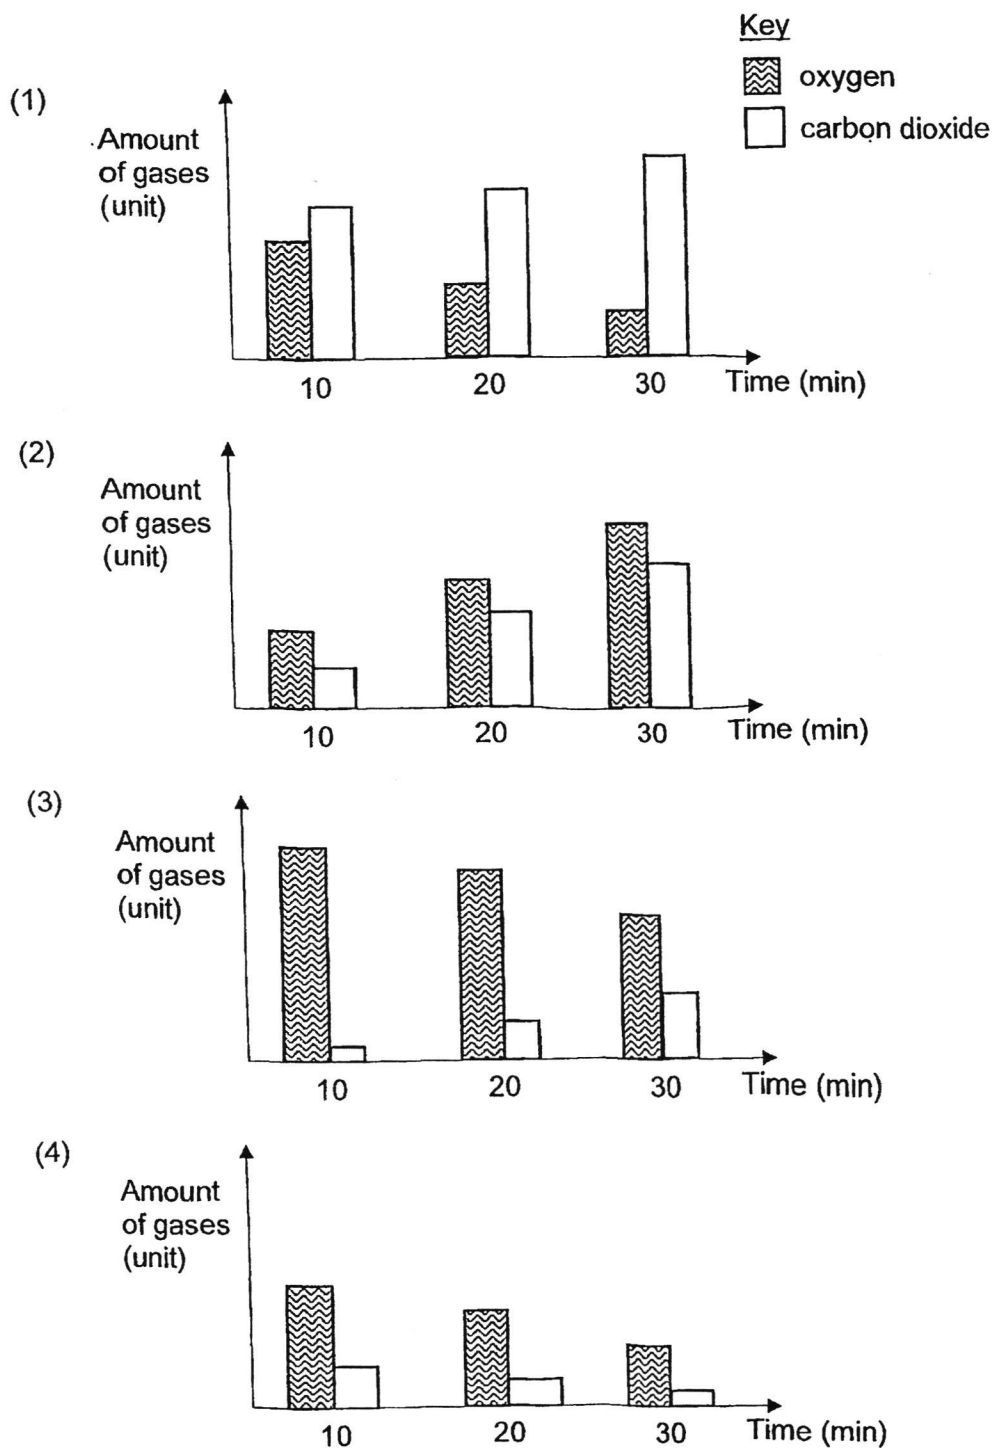 Key
oxygen
carbon dioxide
(1)
Amount
of gases
(unit)
10
20
30
Time (min)
(2)
Amount
of gases
(unit)
10
20
30
Time (min)
(3)
Amount
of gases
(unit)
10
20
30
Time (min)
(4)
Amount
of gases
(unit)
10
20
30
Time (min)